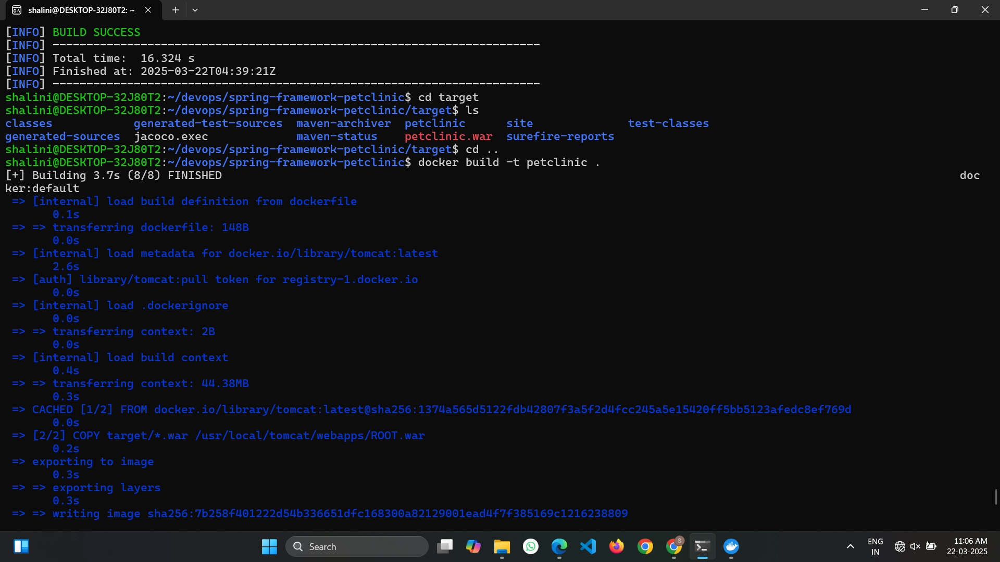 shalini@DESKTOP-32J80T2: ~
[INFO] BUILD SUCCESS
[INFO] ------------------------------------------------------------------------
[INFO] Total time:  16.324 s
[INFO] Finished at: 2025-03-22T04:39:21Z
[INFO] ------------------------------------------------------------------------
shalini@DESKTOP-32J80T2:~/devops/spring-framework-petclinic$ cd target
shalini@DESKTOP-32J80T2:~/devops/spring-framework-petclinic/target$ ls
classes            generated-test-sources  maven-archiver  petclinic      site              test-classes
generated-sources  jacoco.exec             maven-status    petclinic.war  surefire-reports
shalini@DESKTOP-32J80T2:~/devops/spring-framework-petclinic/target$ cd ..
shalini@DESKTOP-32J80T2:~/devops/spring-framework-petclinic$ docker build -t petclinic .
[+] Building 3.7s (8/8) FINISHED doc
ker:default
=> [internal] load build definition from dockerfile
0.1s
=> => transferring dockerfile: 148B
0.0s
=> [internal] load metadata for docker.io/library/tomcat:latest
2.6s
=> [auth] library/tomcat:pull token for registry-1.docker.io
0.0s
=> [internal] load .dockerignore
0.0s
=> => transferring context: 2B
0.0s
=> [internal] load build context
0.4s
=> => transferring context: 44.38MB
0.3s
=> CACHED [1/2] FROM docker.io/library/tomcat:latest@sha256:1374a565d5122fdb42807f3a5f2d4fcc245a5e15420ff5bb5123afedc8ef769d
0.0s
=> [2/2] COPY target/*.war /usr/local/tomcat/webapps/ROOT.war
0.2s
=> exporting to image
0.3s
=> => exporting layers
0.3s
=> => writing image sha256:7b258f401222d54b336651dfc168300a82129001ead4f7f385169c1216238809
Search
S
ENG
IN
11:06 AM
22-03-2025